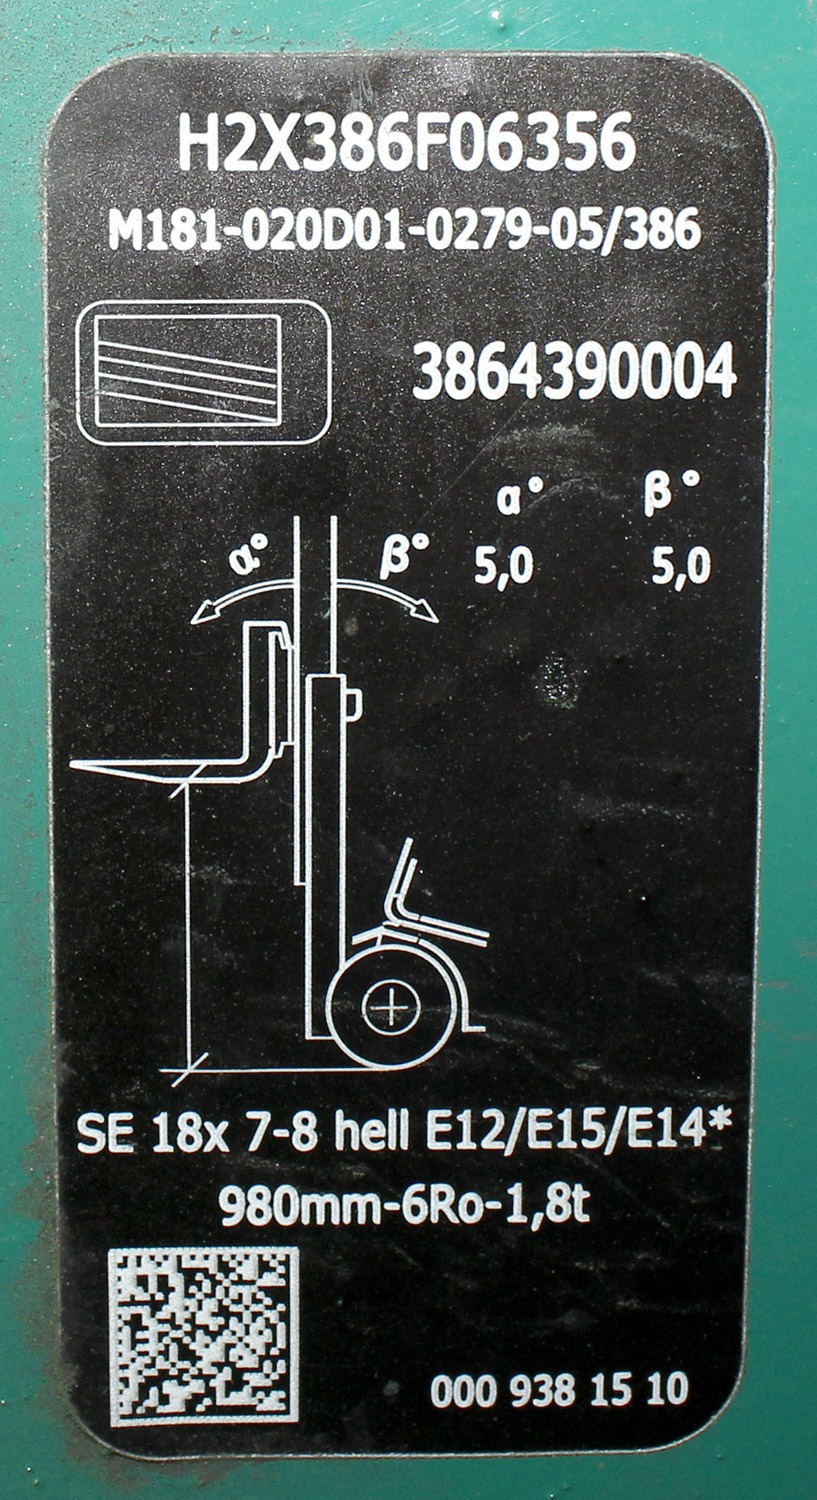 H2X386F06356
M181-020D01-0279-05/386
3864390004
α° β°
α° β° 5,0 5,0
SE 18x 7-8 hell E12/E15/E14*
980mm-6Ro-1,8t
000 938 15 10